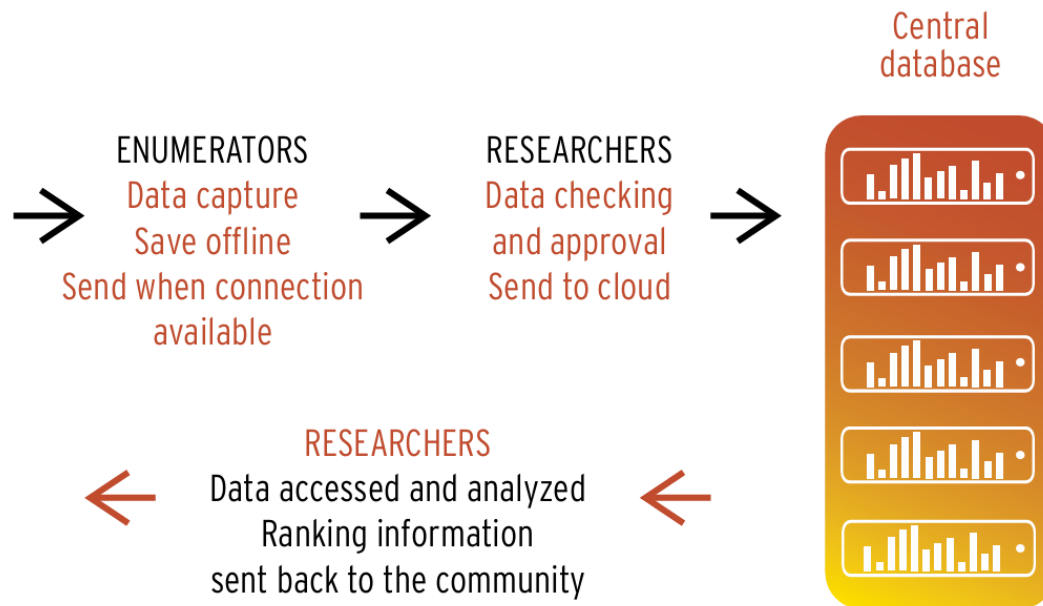 Central
database
ENUMERATORS
Data capture
Save offline
Send when connection
available
RESEARCHERS
Data checking
and approval
Send to cloud
RESEARCHERS
Data accessed and analyzed
Ranking information
sent back to the community